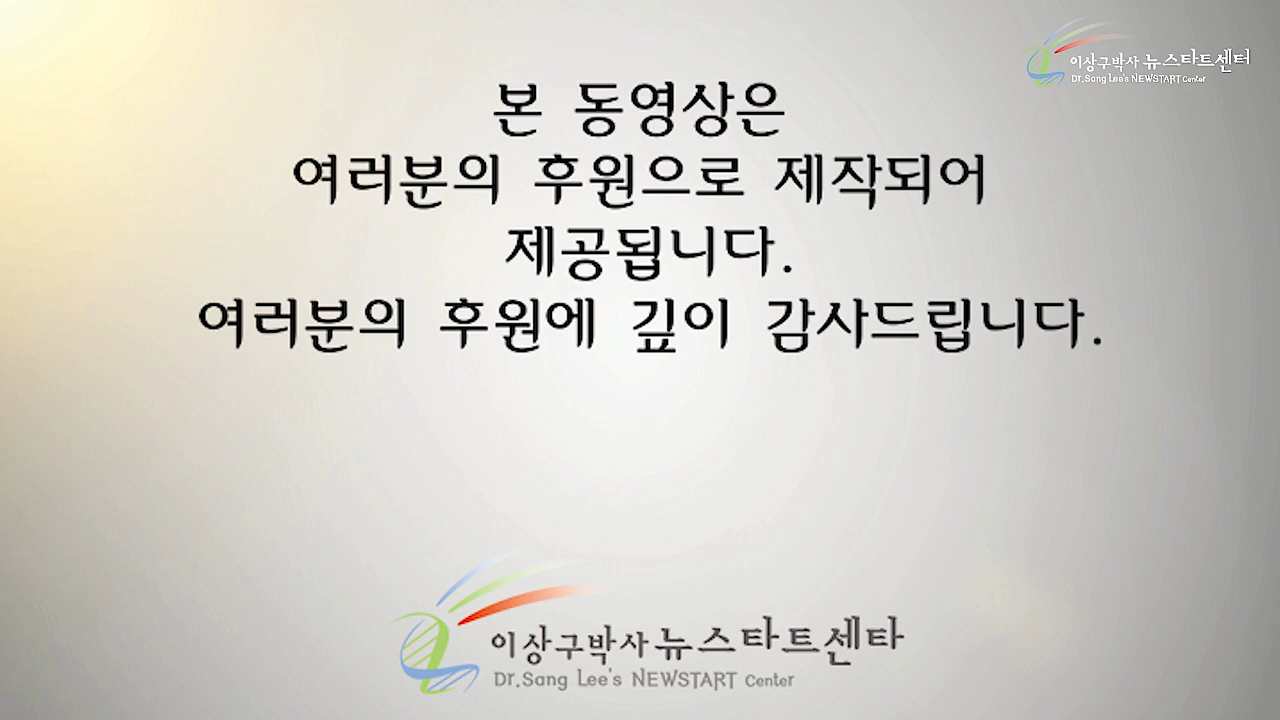 이상구박사 뉴스타트센터
Dr.Sang Lee's NEWSTART Center
본 동영상은
여러분의 후원으로 제작되어
제공됩니다.
여러분의 후원에 깊이 감사드립니다.
이상구박사 뉴스타트센타
Dr.Sang Lee's NEWSTART Center